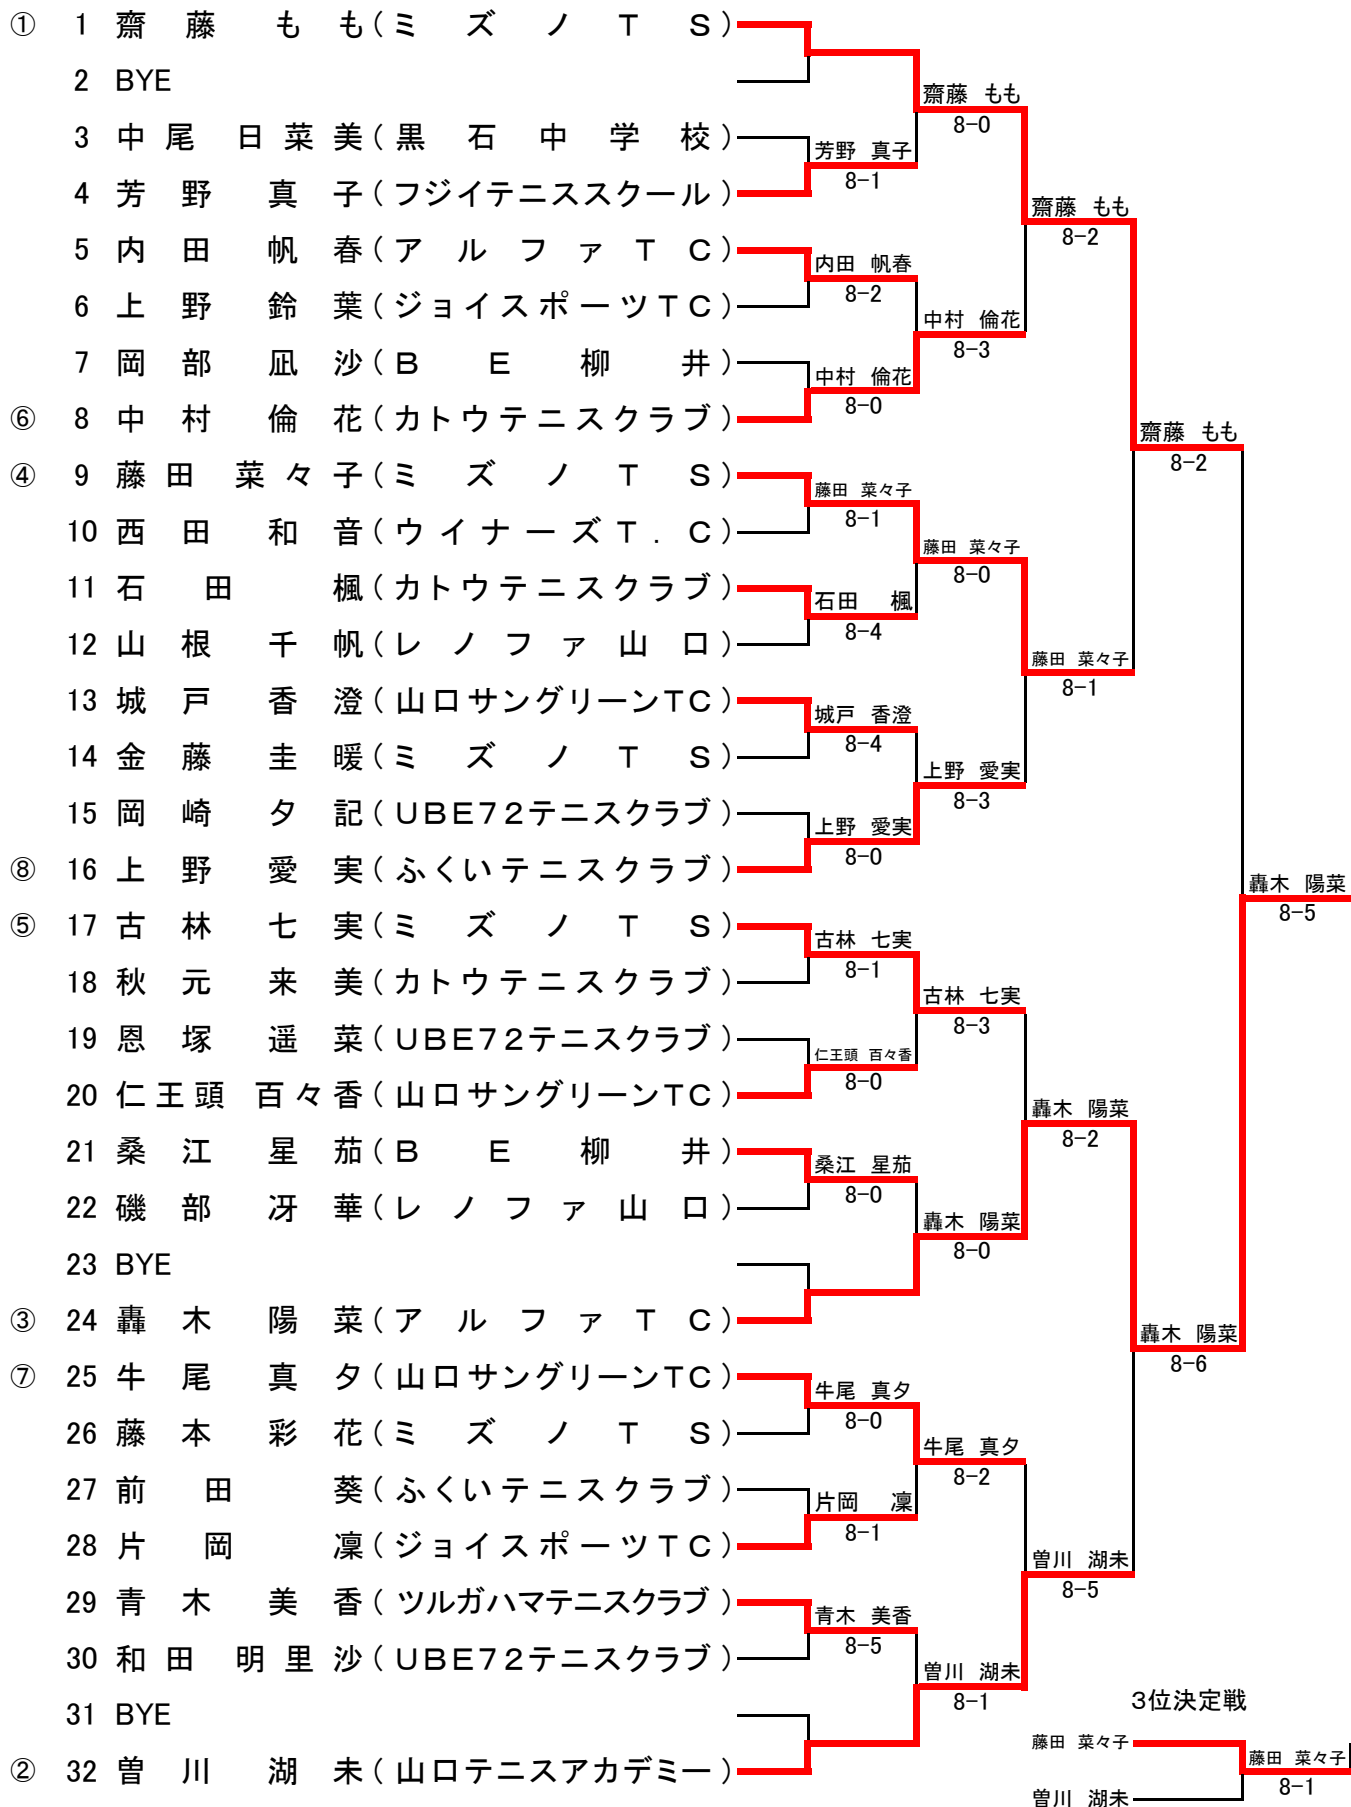 ① 1 齋藤 もも (ミズノTS)
2 BYE
3 中尾 日菜美 (黒石中学校)
4 芳野 真子 (フジイテニススクール)
5 内田 帆春 (アルファTC)
6 上野 鈴葉 (ジョイスポーツTC)
7 岡部 凪沙 (BE柳井)
⑥ 8 中村 倫花 (カトウテニスクラブ)
④ 9 藤田 菜々子 (ミズノTS)
10 西田 和音 (ウイナーズT.C)
11 石田 楓 (カトウテニスクラブ)
12 山根 千帆 (レノファ山口)
13 城戸 香澄 (山口サングリーンTC)
14 金藤 圭暖 (ミズノTS)
15 岡崎 夕記 (UBE72テニスクラブ)
⑧ 16 上野 愛実 (ふくいテニスクラブ)
⑤ 17 古林 七実 (ミズノTS)
18 秋元 来美 (カトウテニスクラブ)
19 恩塚 遥菜 (UBE72テニスクラブ)
20 仁王頭 百々香 (山口サングリーンTC)
21 桑江 星茄 (BE柳井)
22 磯部 冴華 (レノファ山口)
23 BYE
③ 24 轟木 陽菜 (アルファTC)
⑦ 25 牛尾 真夕 (山口サングリーンTC)
26 藤本 彩花 (ミズノTS)
27 前田 葵 (ふくいテニスクラブ)
28 片岡 凜 (ジョイスポーツTC)
29 青木 美香 (ツルガハマテニスクラブ)
30 和田 明里沙 (UBE72テニスクラブ)
31 BYE
② 32 曽川 湖未 (山口テニスアカデミー)
芳野 真子
8-1
内田 帆春
8-2
中村 倫花
8-0
藤田 菜々子
8-1
石田 楓
8-4
城戸 香澄
8-4
上野 愛実
8-0
古林 七実
8-1
仁王頭 百々香
8-0
桑江 星茄
8-0
牛尾 真夕
8-0
片岡 凜
8-1
青木 美香
8-5
齋藤 もも
8-0
中村 倫花
8-3
藤田 菜々子
8-0
上野 愛実
8-3
古林 七実
8-3
轟木 陽菜
8-0
牛尾 真夕
8-2
曽川 湖未
8-1
齋藤 もも
8-2
藤田 菜々子
8-1
轟木 陽菜
8-2
曽川 湖未
8-5
齋藤 もも
8-2
轟木 陽菜
8-6
轟木 陽菜
8-5
3位決定戦
藤田 菜々子
曽川 湖未
藤田 菜々子
8-1